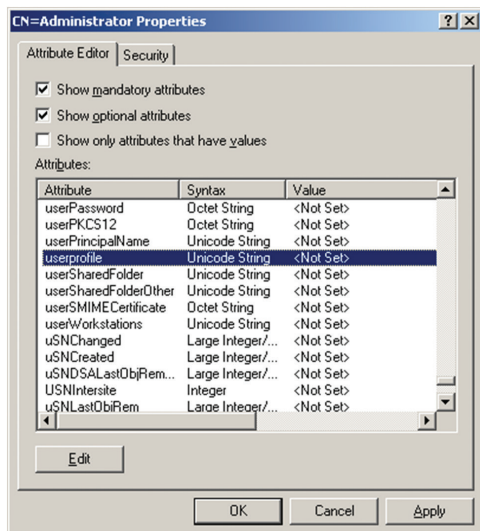 CN=Administrator Properties
Attribute Editor Security
Show mandatory attributes
Show optional attributes
Show only attributes that have values
Attributes:
Attribute Syntax Value
userPassword Octet String <Not Set>
userPKCS12 Octet String <Not Set>
userPrincipalName Unicode String <Not Set>
userprofile Unicode String <Not Set>
userSharedFolder Unicode String <Not Set>
userSharedFolderOther Unicode String <Not Set>
userSMIMECertificate Octet String <Not Set>
userWorkstations Unicode String <Not Set>
uSNChanged Large Integer/... <Not Set>
uSNCreated Large Integer/... <Not Set>
uSNDSALastObjRem... Large Integer/... <Not Set>
USNIntersite Integer <Not Set>
uSNLastObjRem Large Integer/... <Not Set>
Edit
OK Cancel Apply